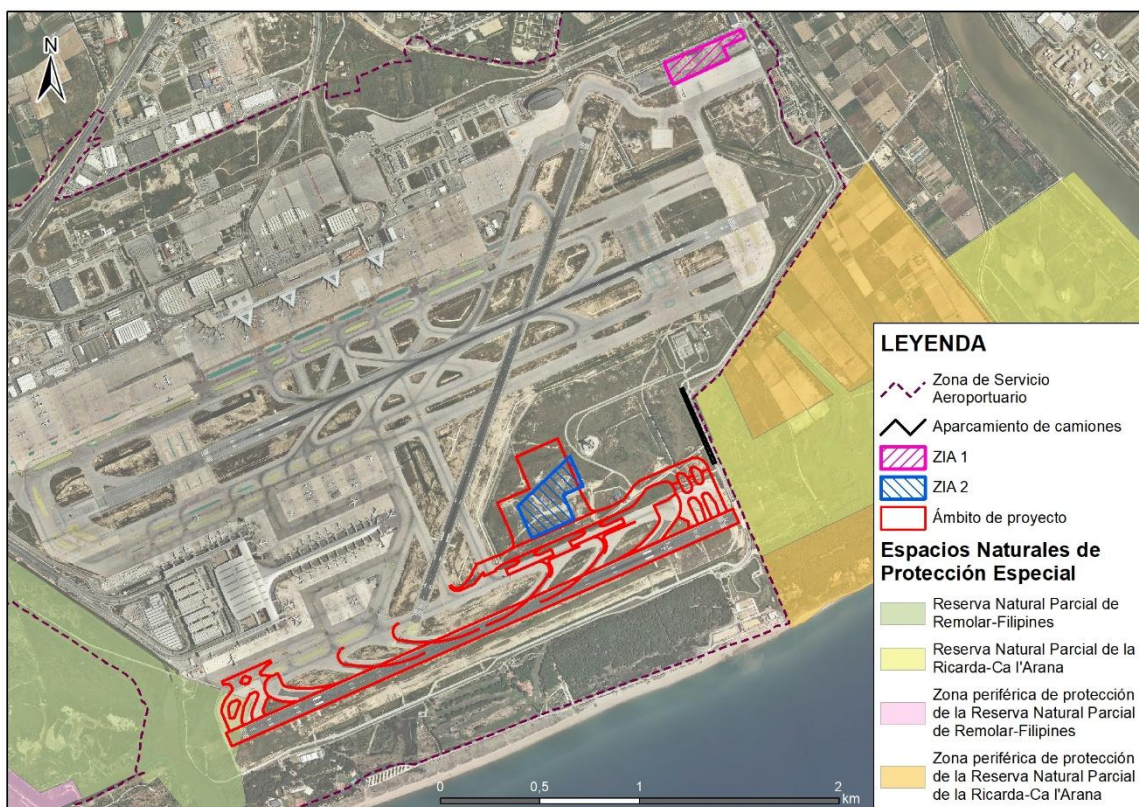 N
LEYENDA
Zona de Servicio
Aeroportuario
Aparcamiento de camiones
ZIA 1
ZIA 2
Ámbito de proyecto
Espacios Naturales de
Protección Especial
Reserva Natural Parcial de
Remolar-Filipines
Reserva Natural Parcial de la
Ricarda-Ca l'Arana
Zona periférica de protección
de la Reserva Natural Parcial
de Remolar-Filipines
Zona periférica de protección
de la Reserva Natural Parcial
de la Ricarda-Ca l'Arana
0 0,5 1 2
km